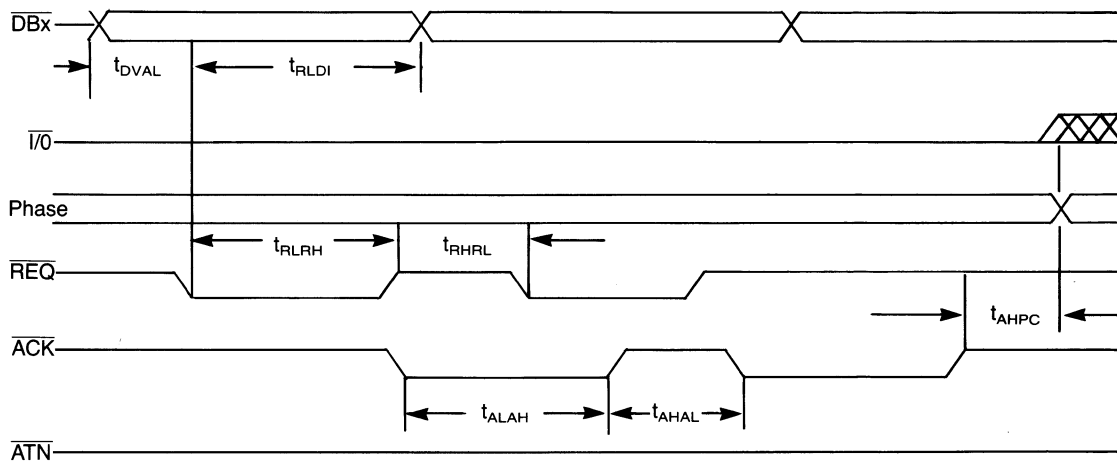 DBx
tDVAL
tRLDI
I/0
Phase
tRLRH
tRHRL
REQ
tAHPC
ACK
tALAH
tAHAL
ATN